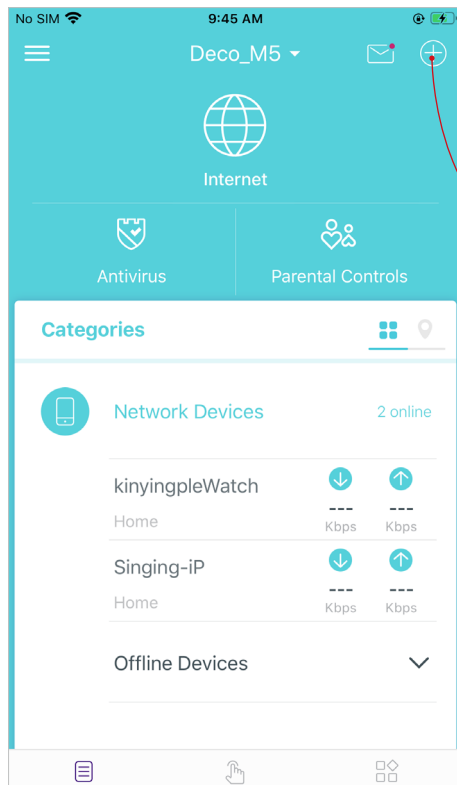 No SIM 9:45 AM
Deco_M5
Internet
Antivirus Parental Controls
Categories
Network Devices 2 online
kinyingpleWatch --- ---
Home Kbps Kbps
Singing-iP --- ---
Home Kbps Kbps
Offline Devices